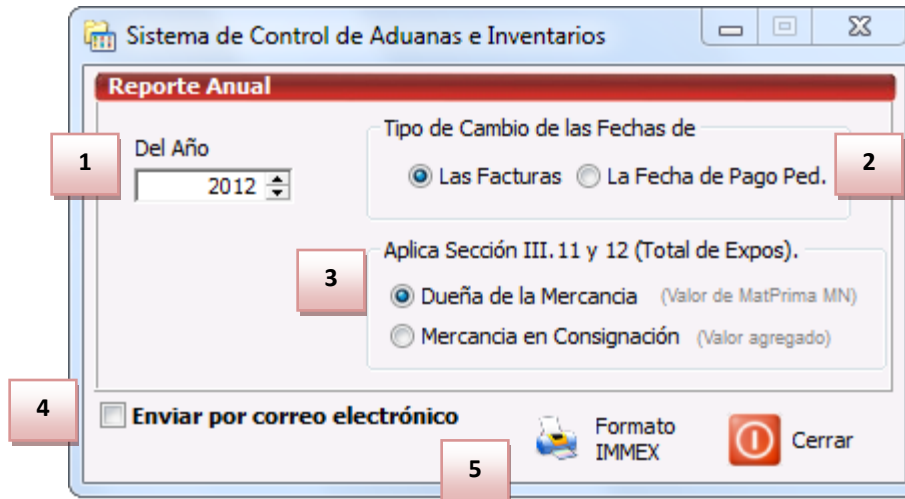 Sistema de Control de Aduanas e Inventarios
Reporte Anual
1
Del Año
2012
Tipo de Cambio de las Fechas de
Las Facturas La Fecha de Pago Ped.
2
3
Aplica Sección III.11 y 12 (Total de Expos).
Dueña de la Mercancia (Valor de MatPrima MN)
Mercancia en Consignación (Valor agregado)
4
Enviar por correo electrónico
5
Formato
IMMEX
Cerrar